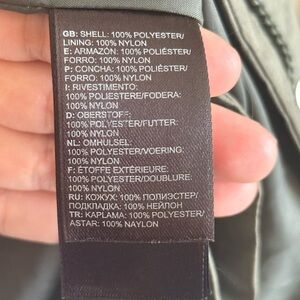 GB: SHELL: 100% POLYESTER/
LINING: 100% NYLON
E: ARMAZÓN: 100% POLIÉSTER/
FORRO: 100% NYLON
P: CONCHA: 100% POLIÉSTER/
FORRO: 100% NYLON
I: RIVESTIMENTO:
100% POLIESTERE/FODERA:
100% NYLON
D: OBERSTOFF:
100% POLYESTER/FUTTER:
100% NYLON
NL: OMHULSEL:
100% POLYESTER/VOERING:
100% NYLON
F: ÉTOFFE EXTÉRIEURE:
100% POLYESTER/DOUBLURE:
100% NYLON
RU: КОЖУХ: 100% ПОЛИЭСТЕР/
ПОДКЛАДКА: 100% НЕЙЛОН
TR: KAPLAMA: 100% POLYESTER/
ASTAR: 100% NAYLON